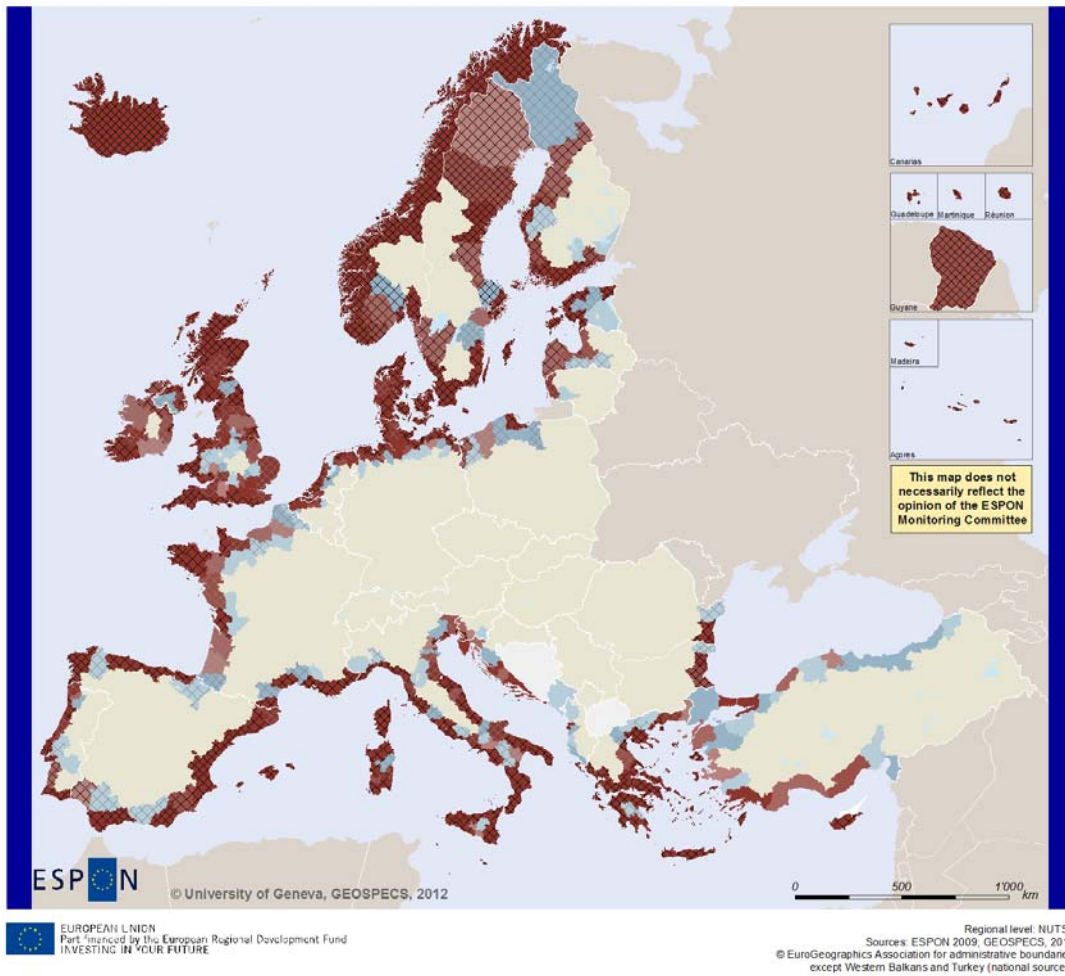 Canarias
Guadeloupe
Martinique
Réunion
Guyane
Madeira
Açores
This map does not
necessarily reflect the
opinion of the ESPON
Monitoring Committee
ESPON
© University of Geneva, GEOSPECS, 2012
0 500 1'000
km
EUROPEAN UNION
Part financed by the European Regional Development Fund
INVESTING IN YOUR FUTURE
Regional level: NUTS
Sources: ESPON 2009, GEOSPECS, 201
© EuroGeographics Association for administrative boundarie
except Western Balkans and Turkey (national source